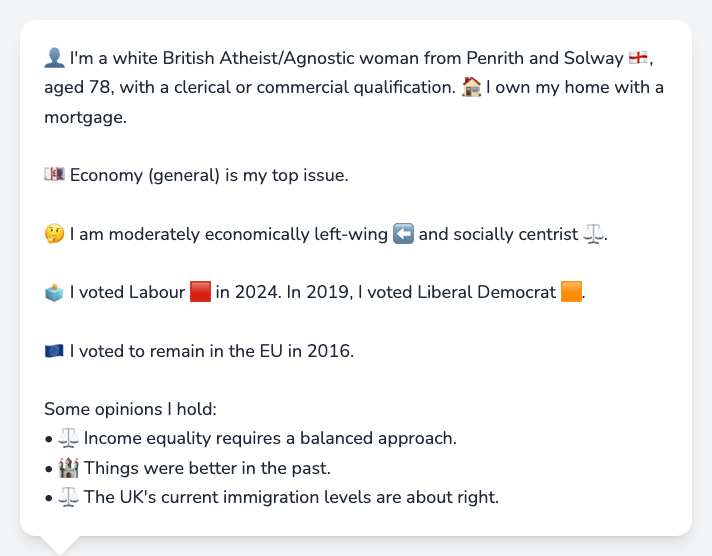 👤 I'm a white British Atheist/Agnostic woman from Penrith and Solway 🏴󠁧󠁢󠁥󠁮󠁧󠁿,
aged 78, with a clerical or commercial qualification. 🏠 I own my home with a
mortgage.
💷 Economy (general) is my top issue.
🤔 I am moderately economically left-wing ⬅️ and socially centrist ⚖️.
🗳️ I voted Labour 🟥 in 2024. In 2019, I voted Liberal Democrat 🟧.
🇪🇺 I voted to remain in the EU in 2016.
Some opinions I hold:
• ⚖️ Income equality requires a balanced approach.
• 🏰 Things were better in the past.
• ⚖️ The UK's current immigration levels are about right.